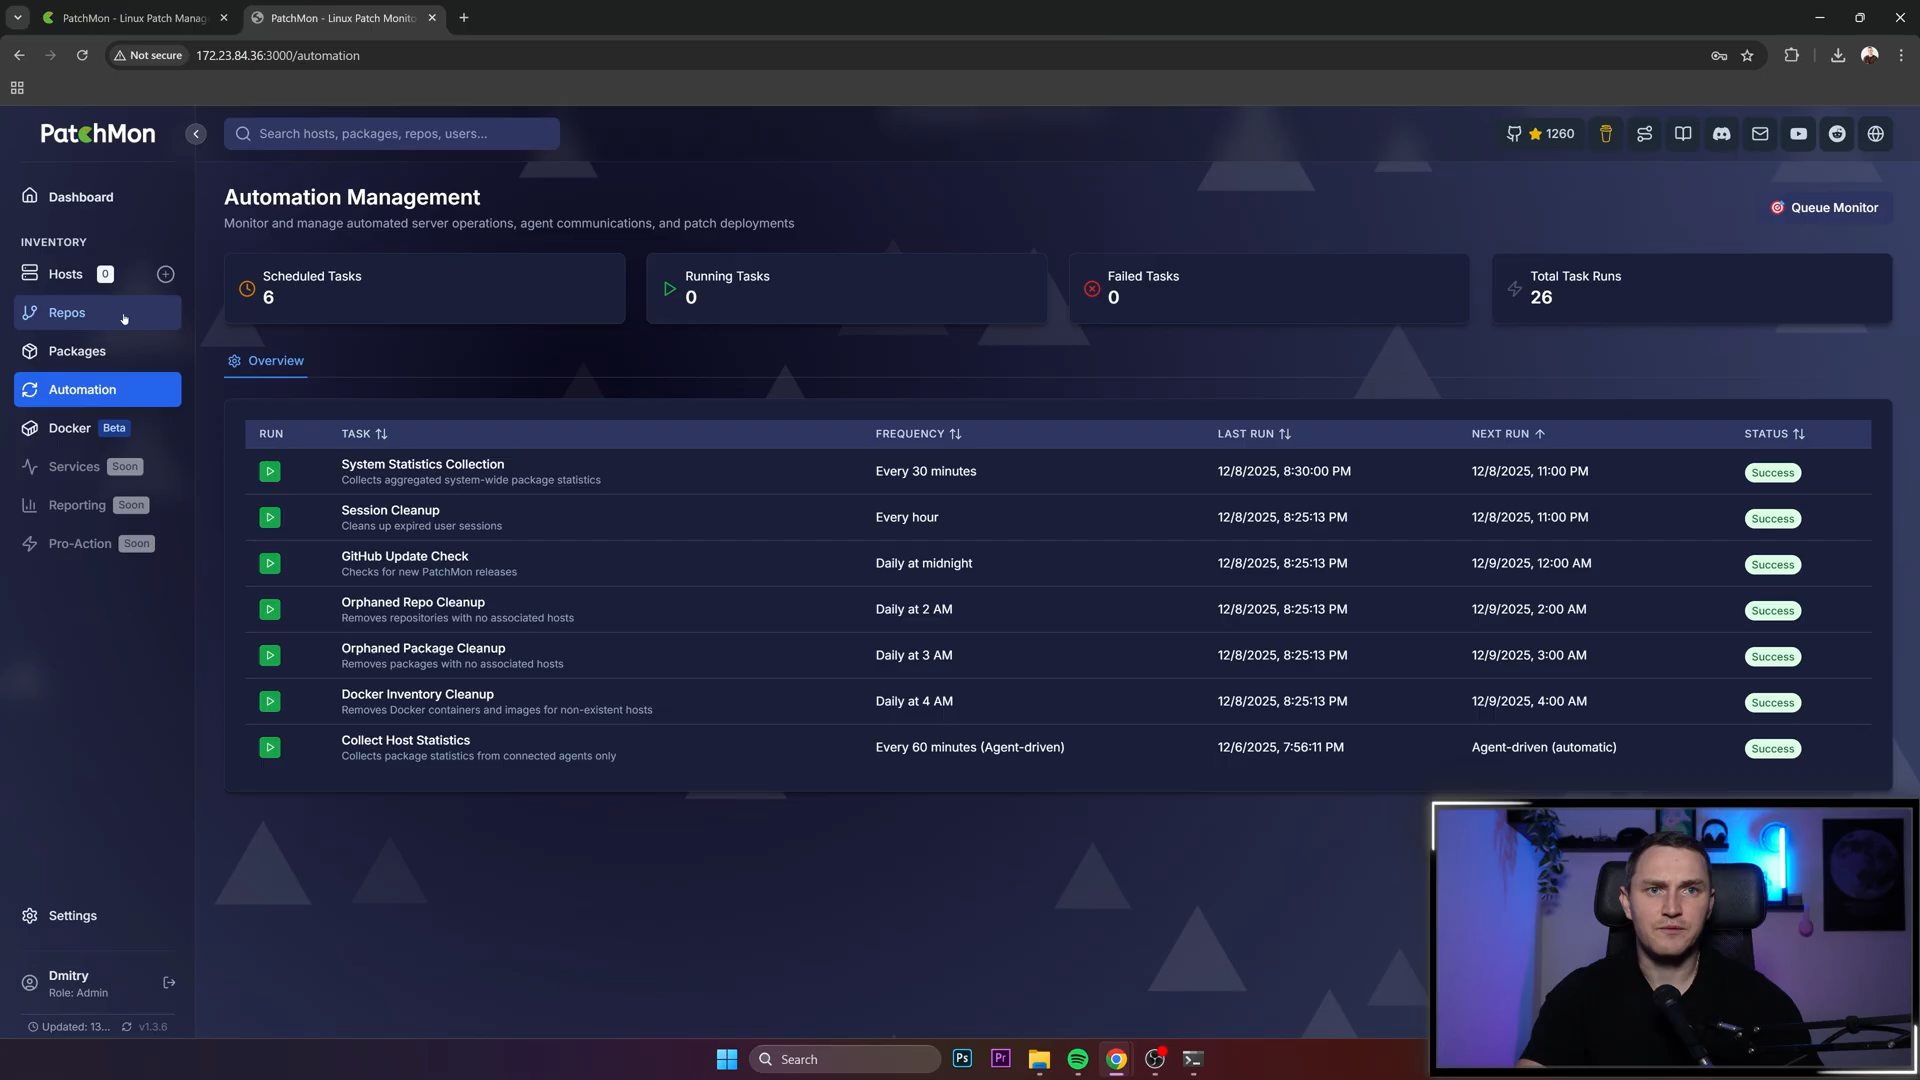 PatchMon - Linux Patch Manag
PatchMon - Linux Patch Monito
Not secure
172.23.84.36:3000/automation
PatchMon
Search hosts, packages, repos, users...
1260
Dashboard
INVENTORY
Hosts 0
Repos
Packages
Automation
Docker Beta
Services Soon
Reporting Soon
Pro-Action Soon
Settings
Dmitry
Role: Admin
Updated: 13... v1.3.6
Automation Management
Monitor and manage automated server operations, agent communications, and patch deployments
Queue Monitor
Scheduled Tasks
6
Running Tasks
0
Failed Tasks
0
Total Task Runs
26
Overview
RUN TASK FREQUENCY LAST RUN NEXT RUN STATUS
System Statistics Collection
Collects aggregated system-wide package statistics
Every 30 minutes 12/8/2025, 8:30:00 PM 12/8/2025, 11:00 PM Success
Session Cleanup
Cleans up expired user sessions
Every hour 12/8/2025, 8:25:13 PM 12/8/2025, 11:00 PM Success
GitHub Update Check
Checks for new PatchMon releases
Daily at midnight 12/8/2025, 8:25:13 PM 12/9/2025, 12:00 AM Success
Orphaned Repo Cleanup
Removes repositories with no associated hosts
Daily at 2 AM 12/8/2025, 8:25:13 PM 12/9/2025, 2:00 AM Success
Orphaned Package Cleanup
Removes packages with no associated hosts
Daily at 3 AM 12/8/2025, 8:25:13 PM 12/9/2025, 3:00 AM Success
Docker Inventory Cleanup
Removes Docker containers and images for non-existent hosts
Daily at 4 AM 12/8/2025, 8:25:13 PM 12/9/2025, 4:00 AM Success
Collect Host Statistics
Collects package statistics from connected agents only
Every 60 minutes (Agent-driven) 12/6/2025, 7:56:11 PM Agent-driven (automatic) Success
Search
Ps
Pr